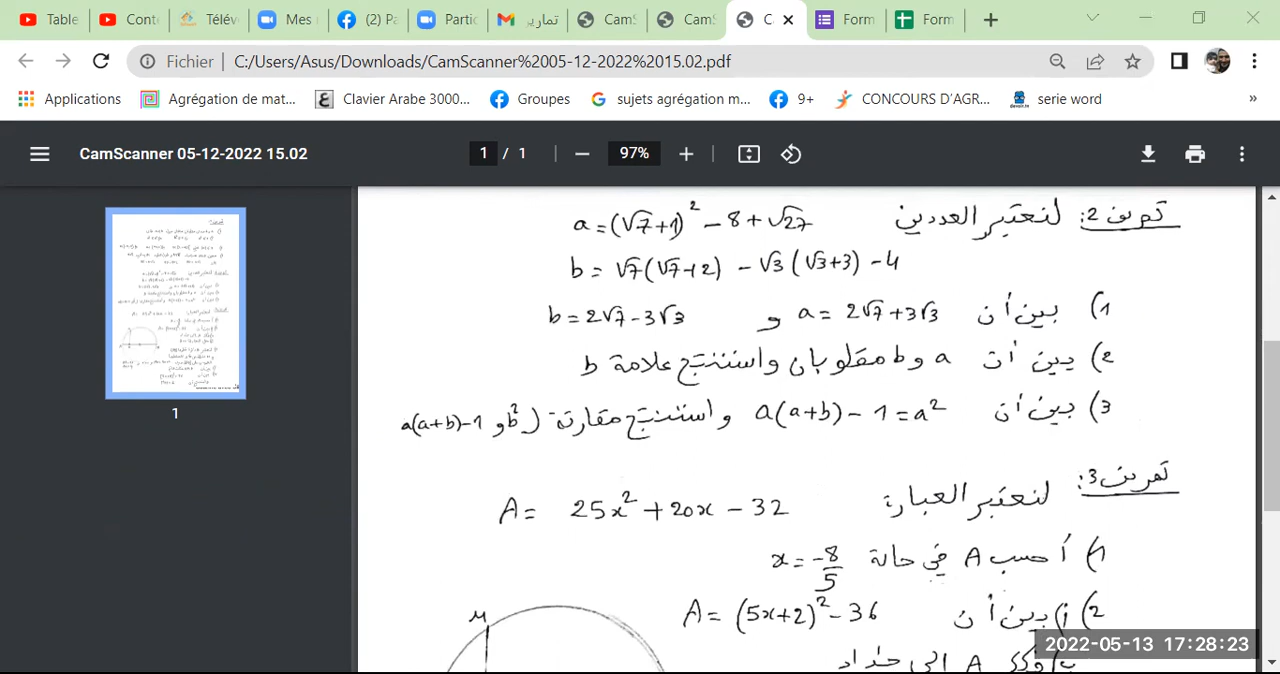 Table
Cont
Télév
Mes
(2) Pa
Partic
تمارين
CamS
CamS
C
Form
Form
Fichier
C:/Users/Asus/Downloads/CamScanner%2005-12-2022%2015.02.pdf
Applications
Agrégation de mat...
Clavier Arabe 3000...
Groupes
sujets agrégation m...
9+
CONCOURS D'AGR...
serie word
»
CamScanner 05-12-2022 15.02
1 / 1
97%
1
تمرين 2: لنعتبر العددين a = (√7+1)² - 8 + √27
b = √7(√7+2) - √3(√3+3) - 4
1) بين أن a = 2√7+3√3 و b = 2√7-3√3
2) بين أن a و b مقلوبان واستنتج علامة b
3) بين أن a(a+b) - 1 = a² واستنتج مقارنة لـ b² و a(a+b)-1
تمرين 3: لنعتبر العبارة A = 25x² + 20x - 32
1) أحسب A في حالة x = -8/5
2) أ) بين أن A = (5x+2)² - 36
ب) فكك A الى جذاء
M
2022-05-13 17:28:23